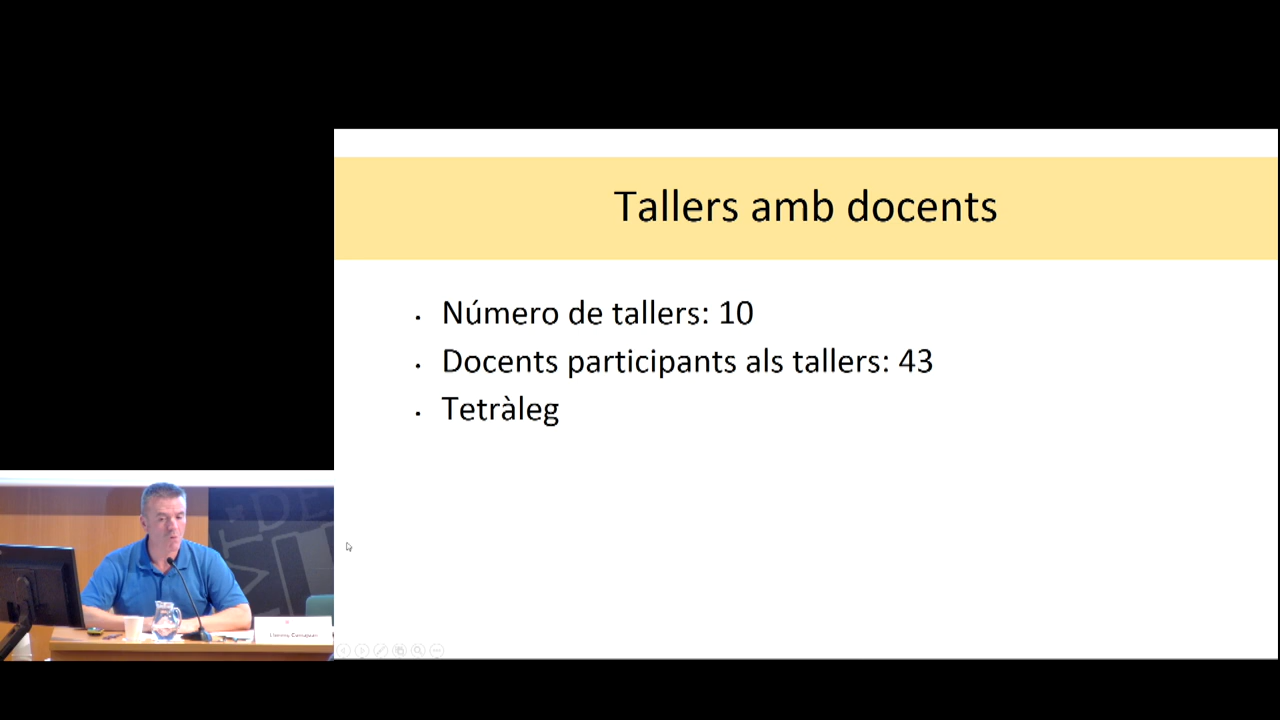 Tallers amb docents
Número de tallers: 10
Docents participants als tallers: 43
Tetràleg